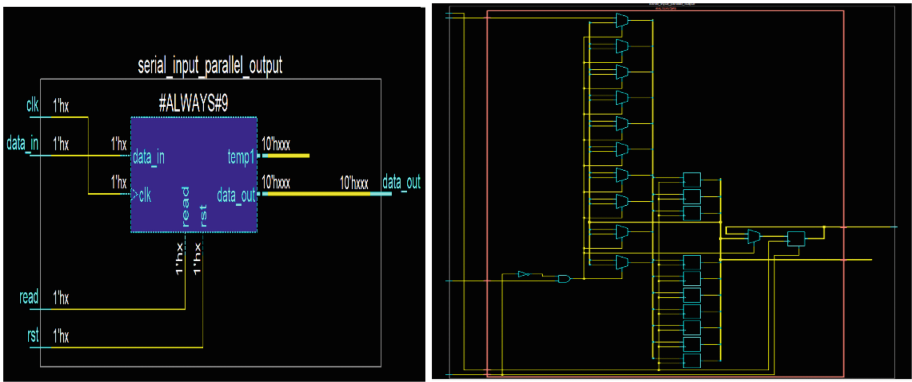 serial_input_parallel_output
#ALWAYS#9
clk 1'hx
data_in 1'hx 1'hx data_in temp1 10'hxxx
1'hx clk data_out 10'hxxx 10'hxxx data_out
read rst
1'hx 1'hx
read 1'hx
rst 1'hx